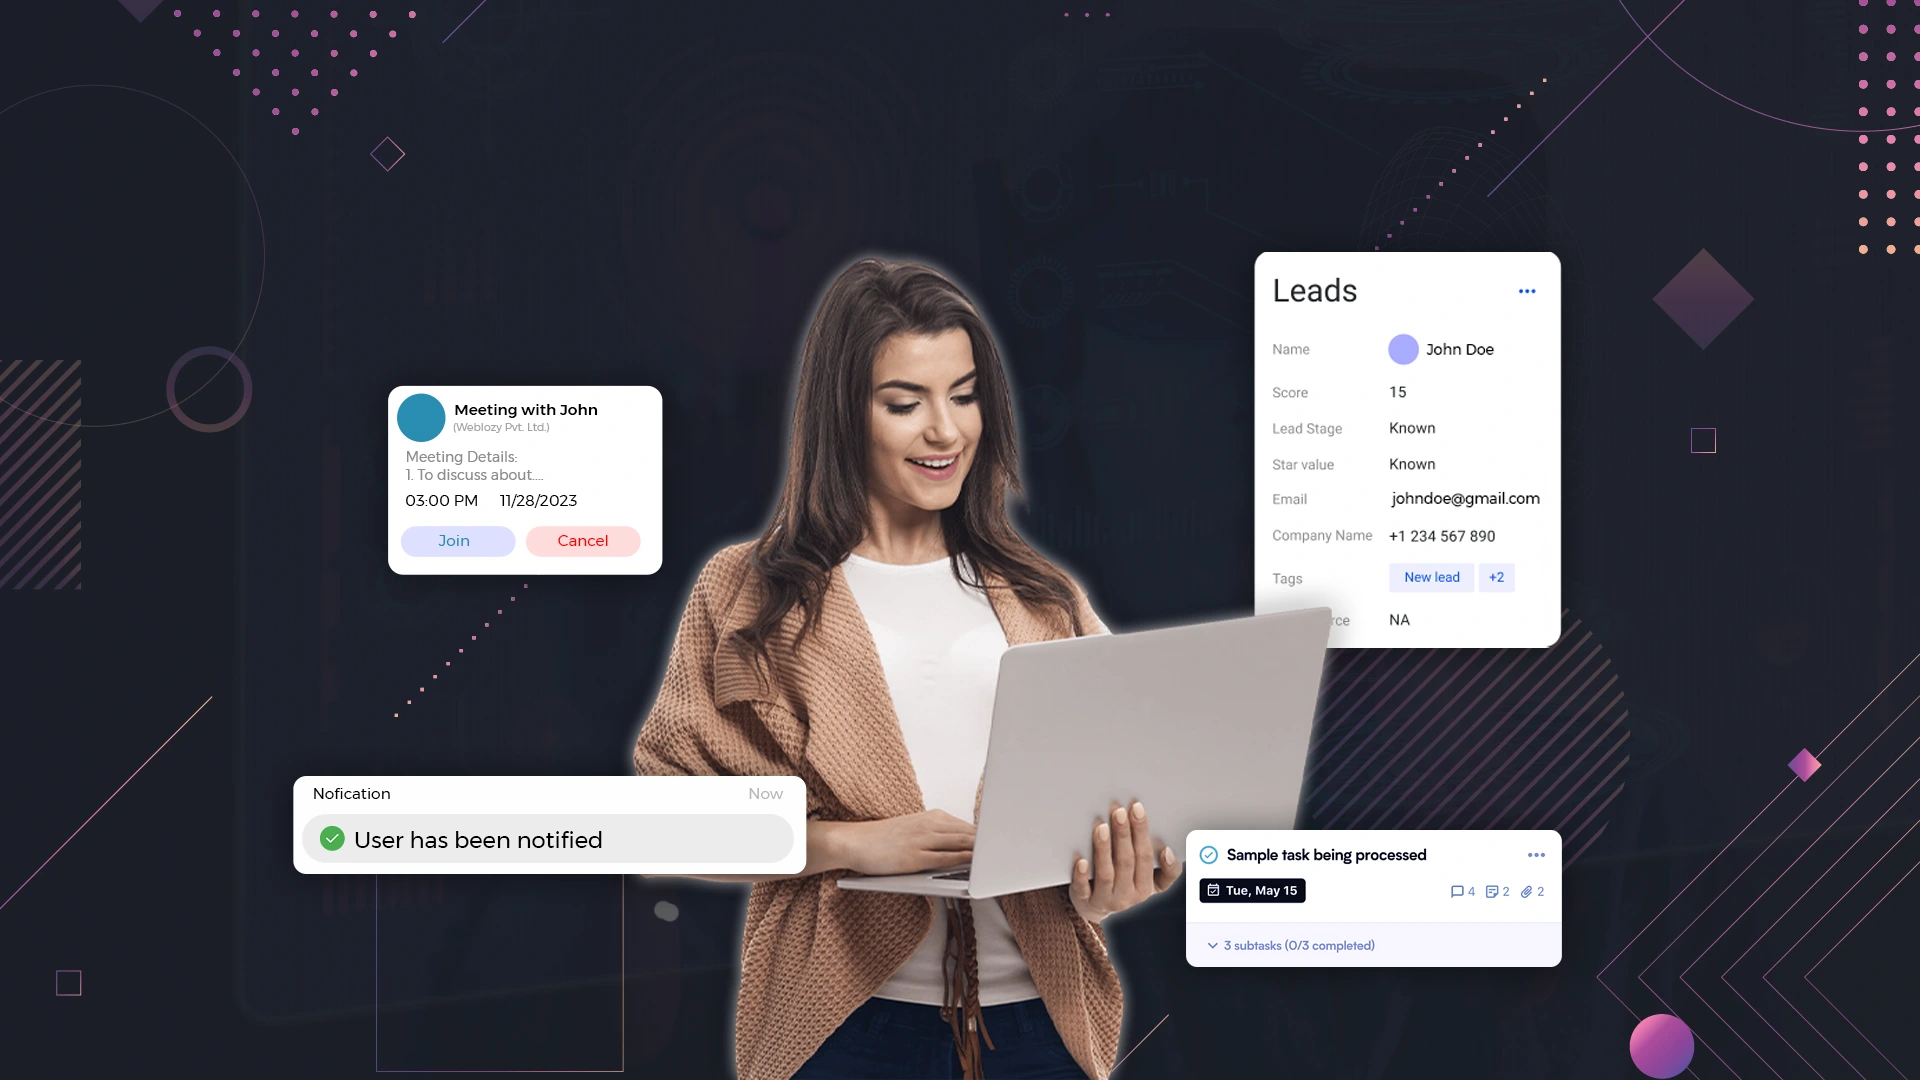 Meeting with John
(Weblozy Pvt. Ltd.)
Meeting Details:
1. To discuss about....
03:00 PM 11/28/2023
Join Cancel
Leads
Name John Doe
Score 15
Lead Stage Known
Star value Known
Email johndoe@gmail.com
Company Name +1 234 567 890
Tags New lead +2
rce NA
Nofication Now
User has been notified
Sample task being processed
Tue, May 15 4 2 2
3 subtasks (0/3 completed)